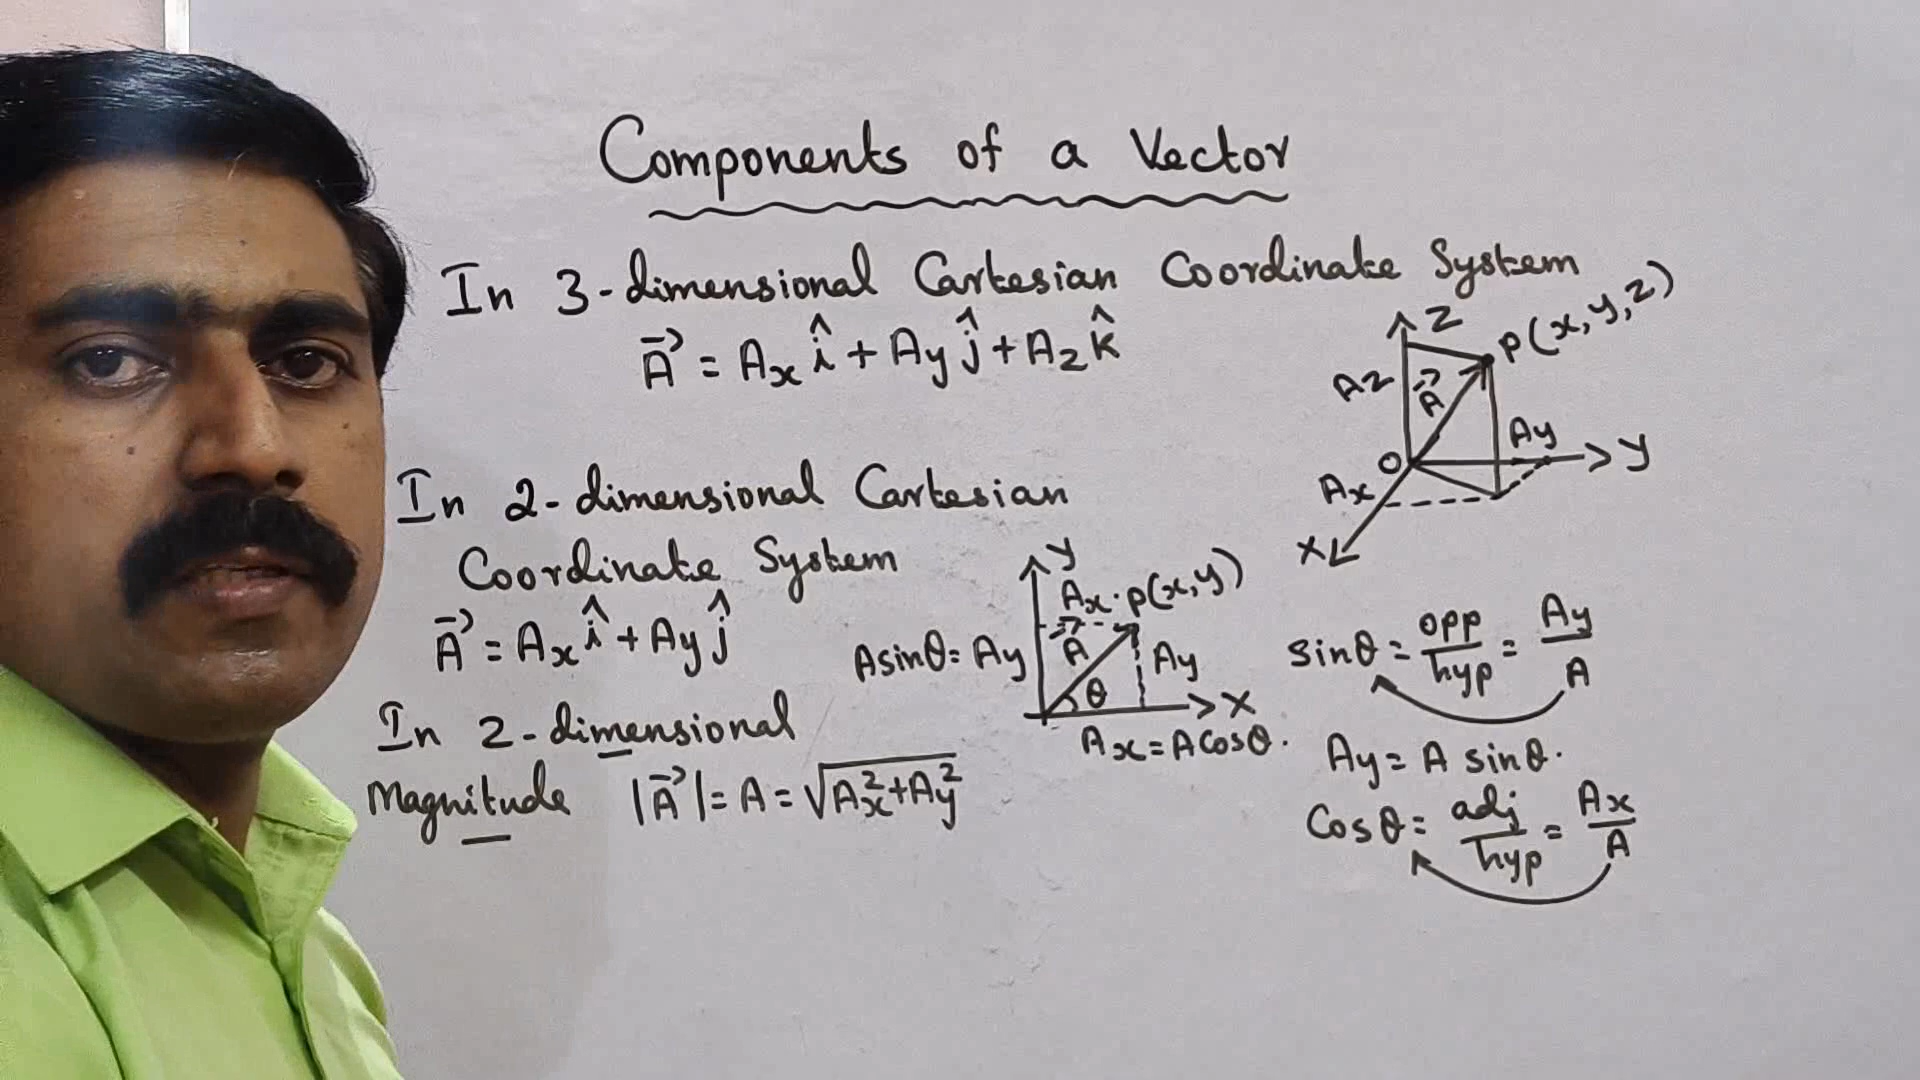 Components of a Vector
In 3-dimensional Cartesian Coordinate System
A⃗ = Aₓ î + Ay ĵ + Az k̂
Z
P(x,y,z)
Az
A⃗
Ay
O
Y
Ax
X
In 2-dimensional Cartesian
Coordinate System
A⃗ = Aₓ î + Ay ĵ
Y
Ax · P(x,y)
A⃗
Asinθ = Ay
Ay
θ
X
Ax = A Cosθ.
In 2-dimensional
Magnitude |A⃗| = A = √Ax² + Ay²
sinθ = opp/hyp = Ay/A
Ay = A sinθ.
Cosθ = adj/hyp = Ax/A